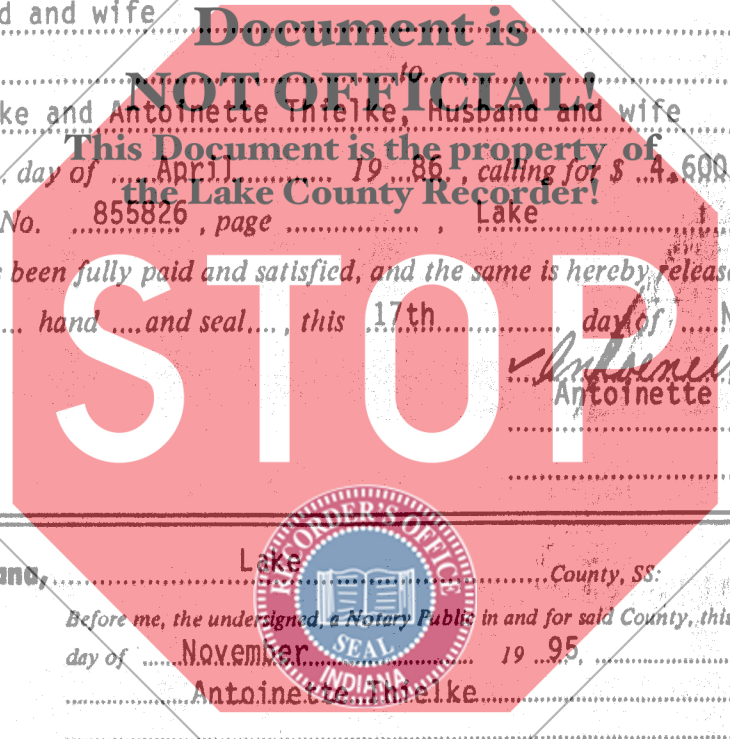 d and wife
Document is
to
NOT OFFICIAL!
ke and Antoinette Thielke, Husband and wife
This Document is the property of
day of April 19 86, calling for $ 4,600
the Lake County Recorder!
No. 855826, page , Lake
been fully paid and satisfied, and the same is hereby release
hand and seal, this 17th day of N
STOP
Antoinette
RECORDER'S OFFICE
ana, Lake County, SS:
Before me, the undersigned, a Notary Public in and for said County, this
day of November 19 95,
SEAL
INDIANA
Antoinette Thielke